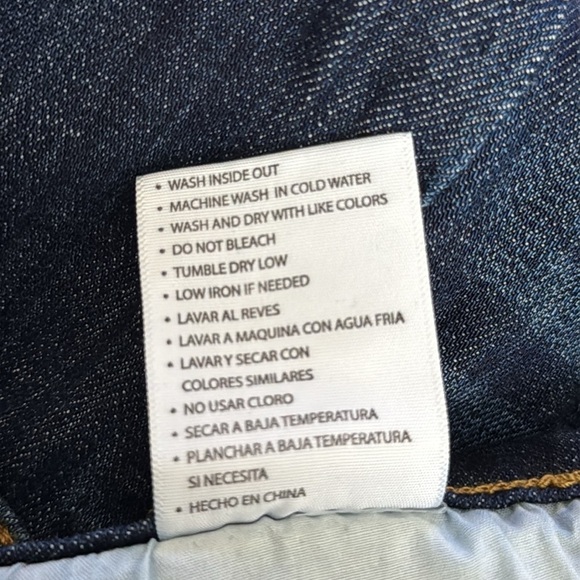 • WASH INSIDE OUT
• MACHINE WASH IN COLD WATER
• WASH AND DRY WITH LIKE COLORS
• DO NOT BLEACH
• TUMBLE DRY LOW
• LOW IRON IF NEEDED
• LAVAR AL REVES
• LAVAR A MAQUINA CON AGUA FRIA
• LAVAR Y SECAR CON
COLORES SIMILARES
• NO USAR CLORO
• SECAR A BAJA TEMPERATURA
• PLANCHAR A BAJA TEMPERATURA
SI NECESITA
• HECHO EN CHINA